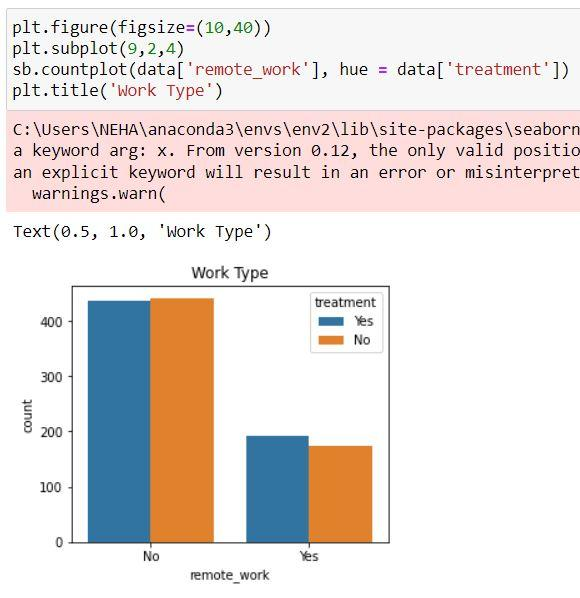 plt.figure(figsize=(10,40))
plt.subplot(9,2,4)
sb.countplot(data['remote_work'], hue = data['treatment'])
plt.title('Work Type')
C:\Users\NEHA\anaconda3\envs\env2\lib\site-packages\seaborn
a keyword arg: x. From version 0.12, the only valid positio
an explicit keyword will result in an error or misinterpret
warnings.warn(
Text(0.5, 1.0, 'Work Type')
Work Type
treatment
Yes
No
400
300
200
100
0
count
No Yes
remote_work